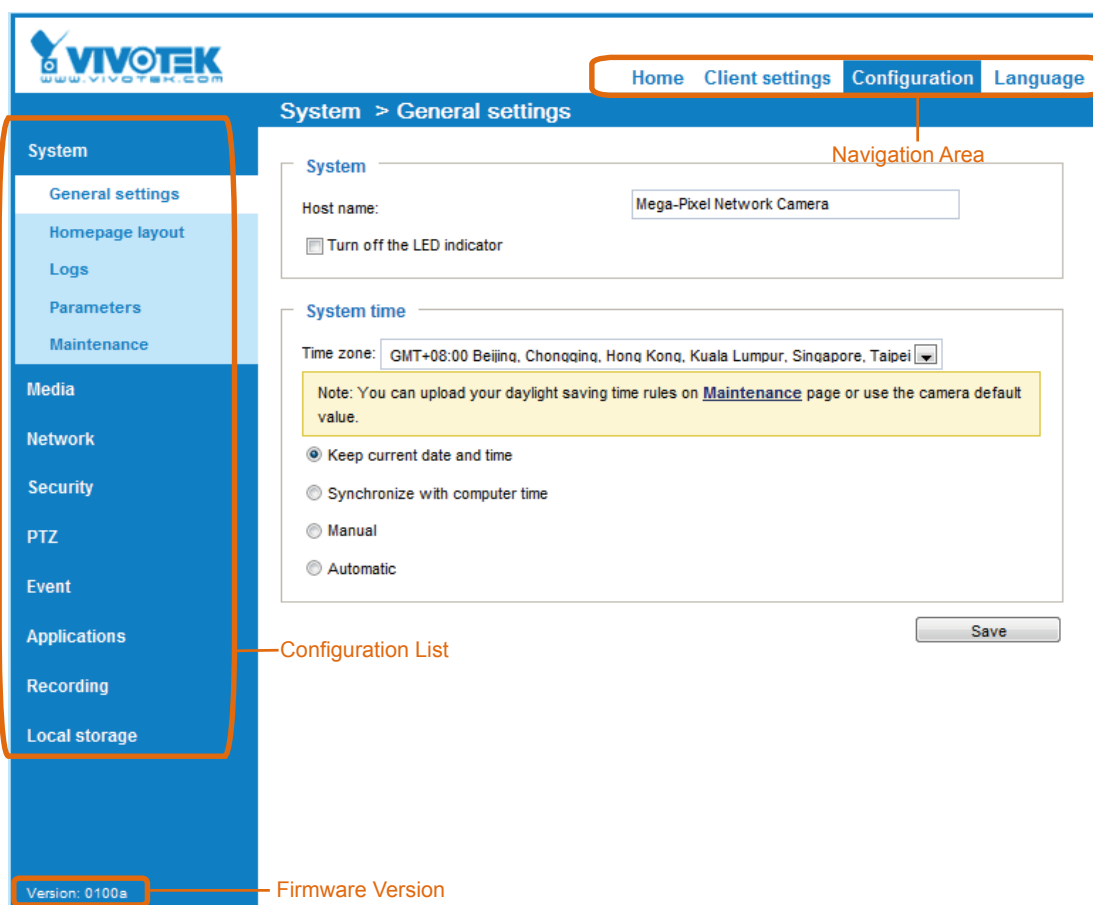 VIVOTEK
www.vivotek.com
Home Client settings Configuration Language
System > General settings
Navigation Area
System
General settings
Homepage layout
Logs
Parameters
Maintenance
Media
Network
Security
PTZ
Event
Applications
Recording
Local storage
Configuration List
Version: 0100a
Firmware Version
System
Host name: Mega-Pixel Network Camera
Turn off the LED indicator
System time
Time zone: GMT+08:00 Beijing, Chongqing, Hong Kong, Kuala Lumpur, Singapore, Taipei
Note: You can upload your daylight saving time rules on Maintenance page or use the camera default
value.
Keep current date and time
Synchronize with computer time
Manual
Automatic
Save